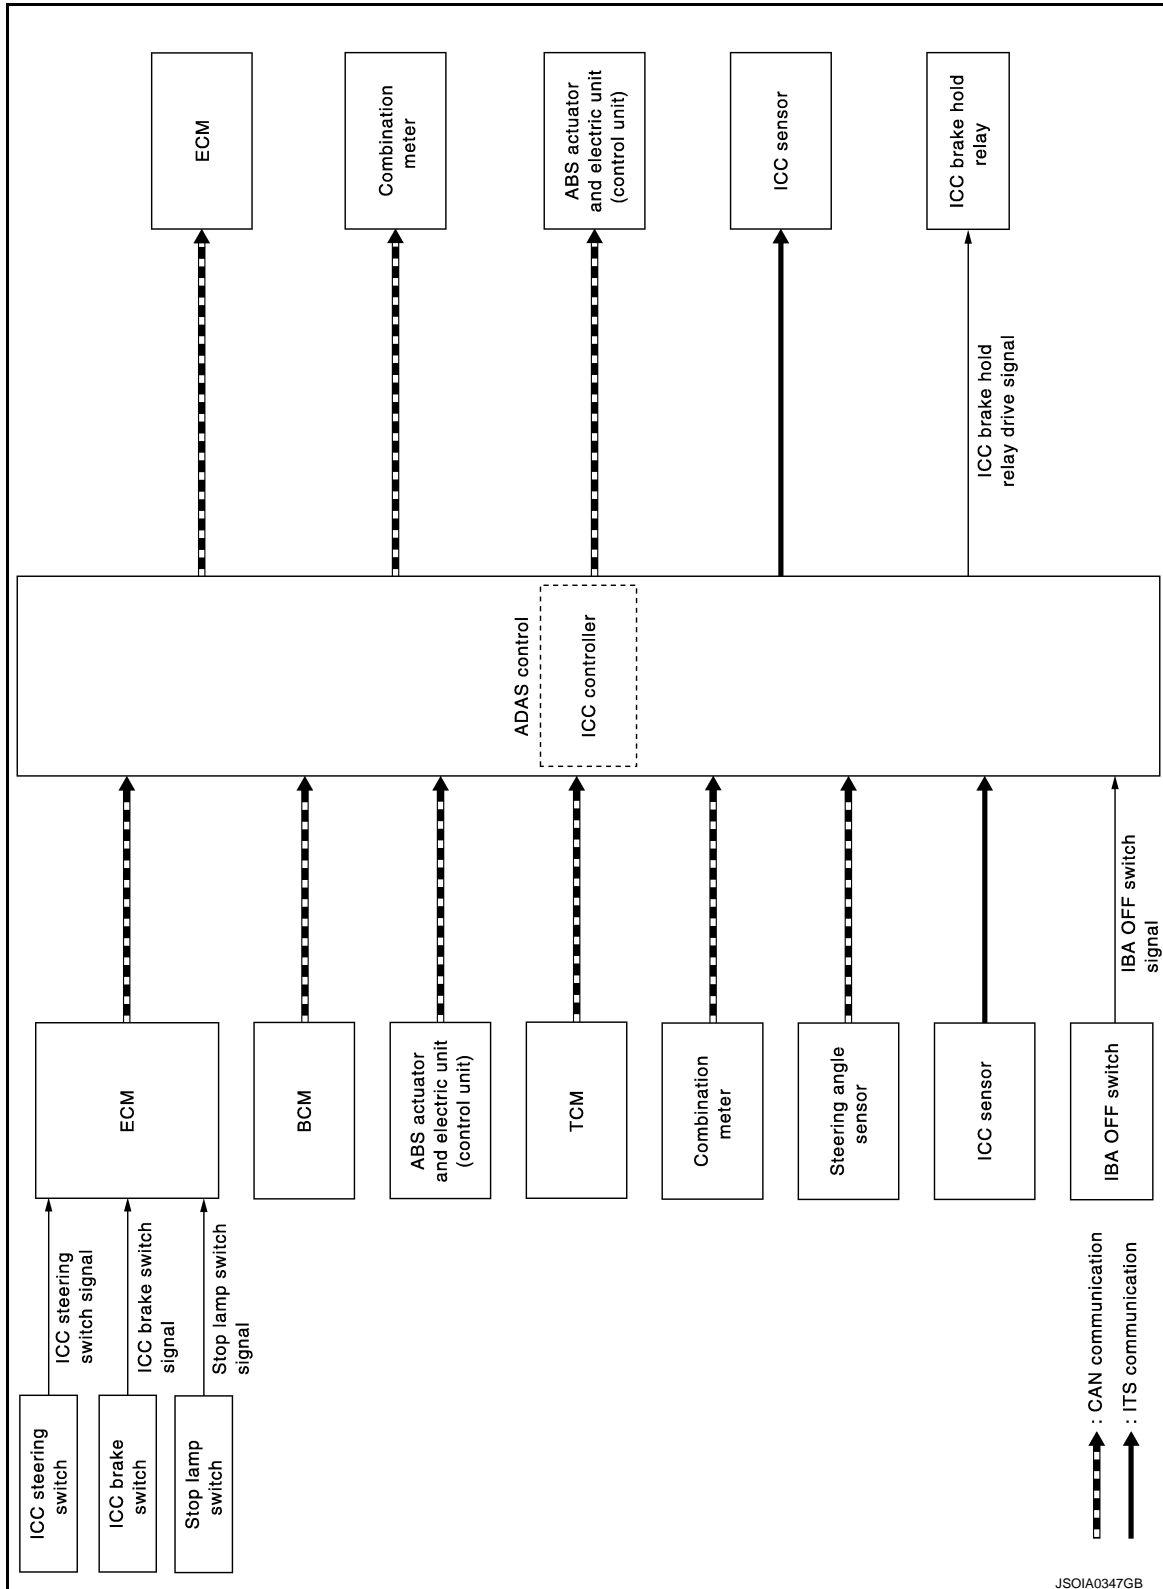 ICC steering
switch
ICC steering
switch signal
ICC brake
switch
ICC brake switch
signal
Stop lamp
switch
Stop lamp switch
signal
ECM
BCM
ABS actuator
and electric unit
(control unit)
TCM
Combination
meter
Steering angle
sensor
ICC sensor
IBA OFF switch
IBA OFF switch
signal
ADAS control
ICC controller
ECM
Combination
meter
ABS actuator
and electric unit
(control unit)
ICC sensor
ICC brake hold
relay drive signal
ICC brake hold
relay
: CAN communication
: ITS communication
JSOIA0347GB